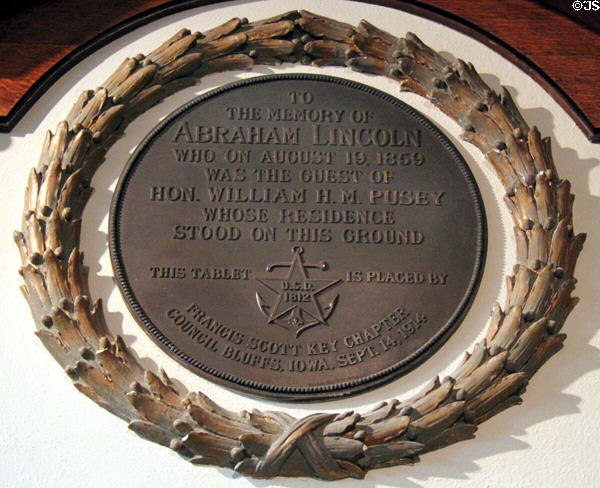 TO
THE MEMORY OF
ABRAHAM LINCOLN
WHO ON AUGUST 19, 1859
WAS THE GUEST OF
HON. WILLIAM H. M. PUSEY
WHOSE RESIDENCE
STOOD ON THIS GROUND
THIS TABLET IS PLACED BY
U.S.D.
1812
FRANCIS SCOTT KEY CHAPTER
COUNCIL BLUFFS, IOWA, SEPT. 14, 1914
©JS